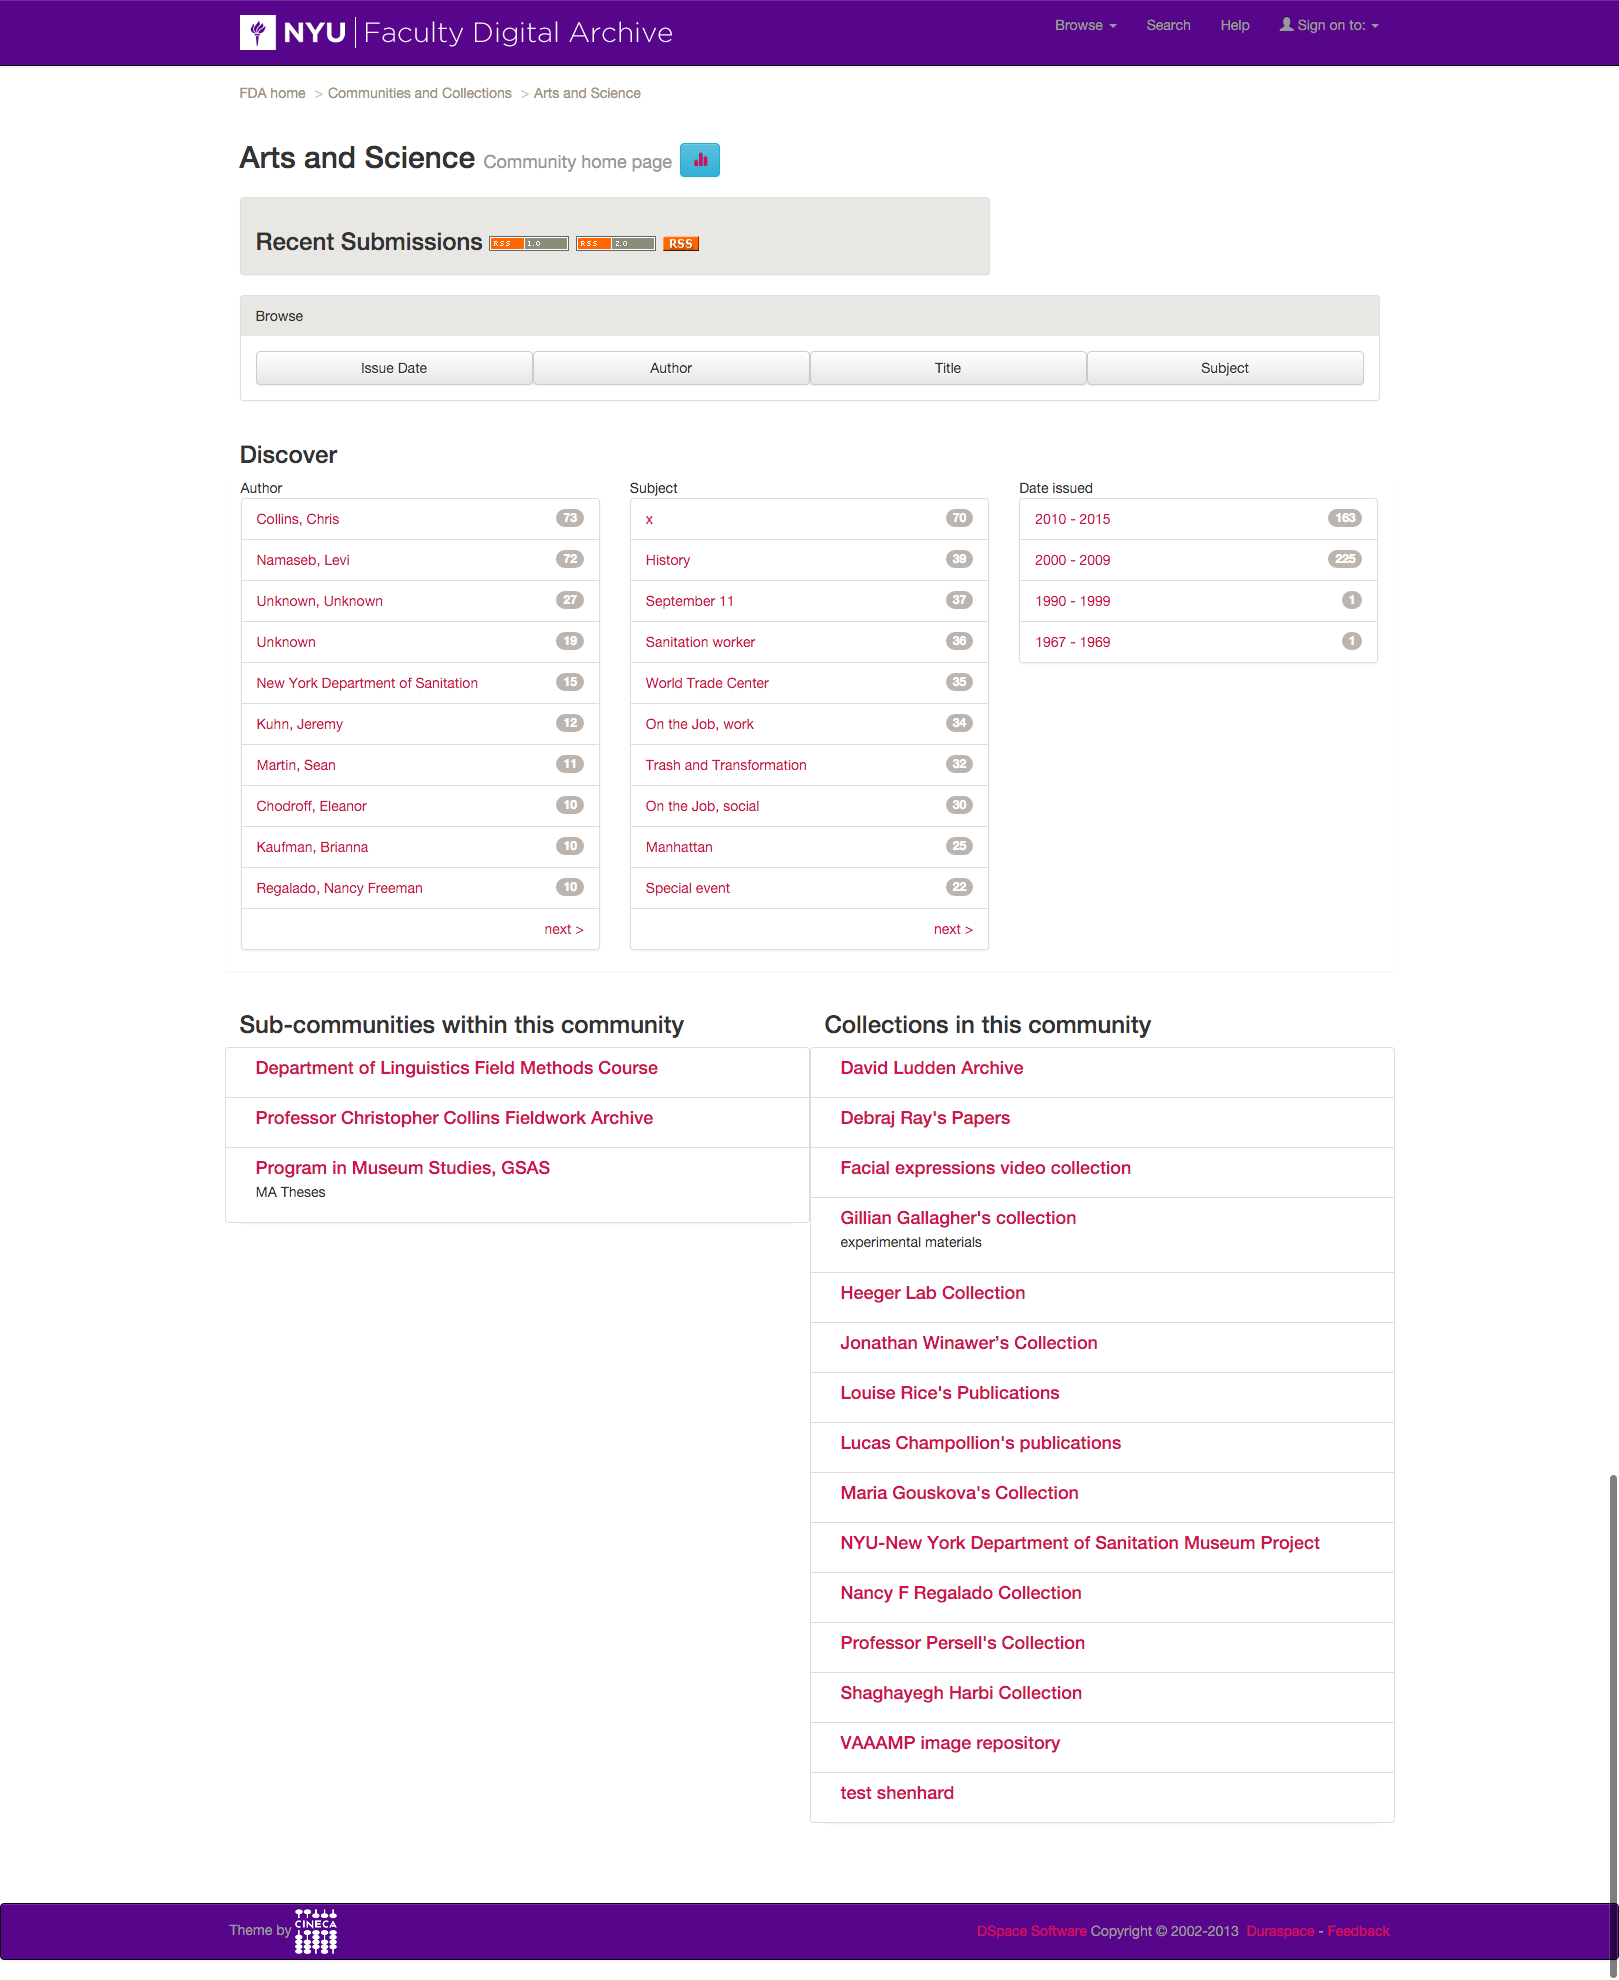 NYU Faculty Digital Archive
Browse Search Help Sign on to:
FDA home > Communities and Collections > Arts and Science
Arts and Science Community home page
Recent Submissions RSS 1.0 RSS 2.0 RSS
Browse
Issue Date Author Title Subject
Discover
Author
Collins, Chris 73
Namaseb, Levi 72
Unknown, Unknown 27
Unknown 19
New York Department of Sanitation 15
Kuhn, Jeremy 12
Martin, Sean 11
Chodroff, Eleanor 10
Kaufman, Brianna 10
Regalado, Nancy Freeman 10
next >
Subject
x 70
History 39
September 11 37
Sanitation worker 36
World Trade Center 35
On the Job, work 34
Trash and Transformation 32
On the Job, social 30
Manhattan 25
Special event 22
next >
Date issued
2010 - 2015 163
2000 - 2009 225
1990 - 1999 1
1967 - 1969 1
Sub-communities within this community
Department of Linguistics Field Methods Course
Professor Christopher Collins Fieldwork Archive
Program in Museum Studies, GSAS
MA Theses
Collections in this community
David Ludden Archive
Debraj Ray's Papers
Facial expressions video collection
Gillian Gallagher's collection
experimental materials
Heeger Lab Collection
Jonathan Winawer’s Collection
Louise Rice's Publications
Lucas Champollion's publications
Maria Gouskova's Collection
NYU-New York Department of Sanitation Museum Project
Nancy F Regalado Collection
Professor Persell's Collection
Shaghayegh Harbi Collection
VAAAMP image repository
test shenhard
Theme by CINECA
DSpace Software Copyright © 2002-2013 Duraspace - Feedback